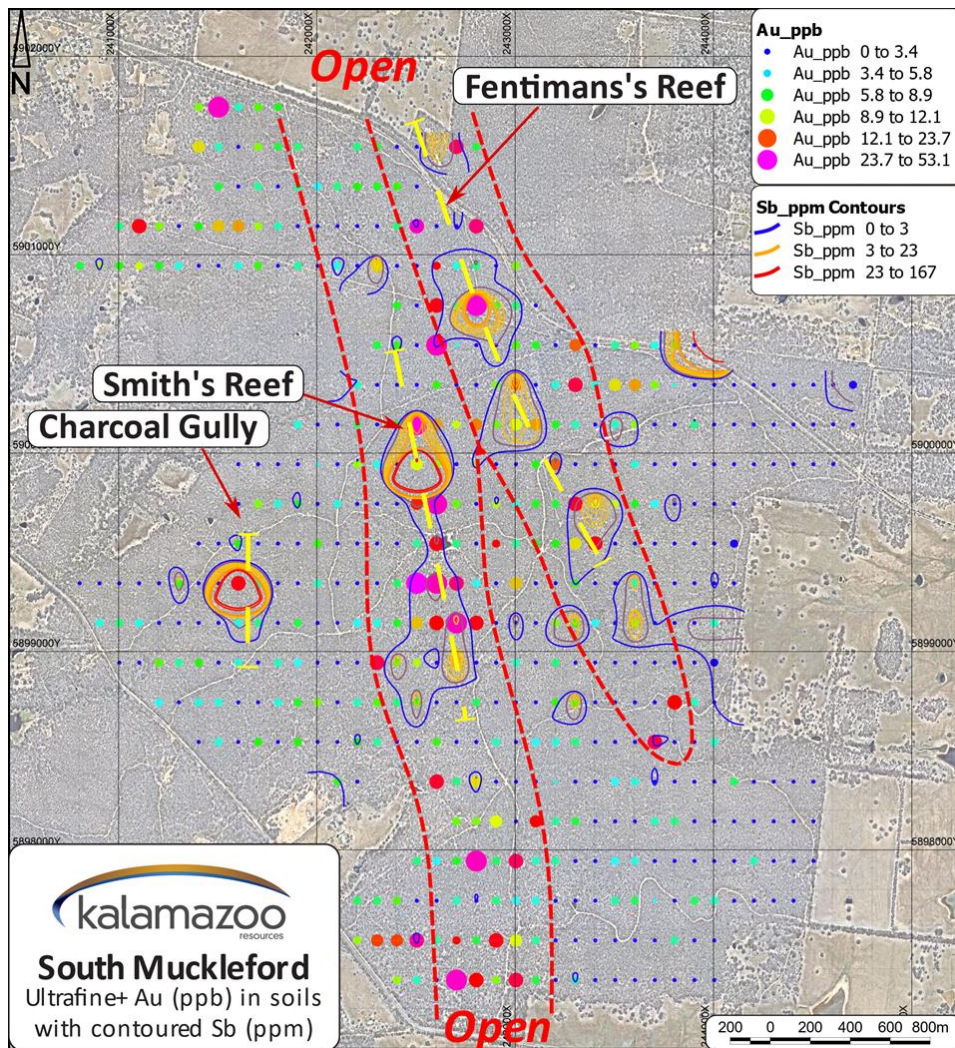 241000X
242000X
243000X
244000X
5902000Y
N
Open
Fentimans's Reef
Au_ppb
Au_ppb 0 to 3.4
Au_ppb 3.4 to 5.8
Au_ppb 5.8 to 8.9
Au_ppb 8.9 to 12.1
Au_ppb 12.1 to 23.7
Au_ppb 23.7 to 53.1
Sb_ppm Contours
Sb_ppm 0 to 3
Sb_ppm 3 to 23
Sb_ppm 23 to 167
5901000Y
5901000Y
Smith's Reef
Charcoal Gully
5900000Y
5899000Y
5899000Y
5898000Y
5898000Y
kalamazoo
resources
South Muckleford
Ultrafine+ Au (ppb) in soils
with contoured Sb (ppm)
Open
200 0 200 400 600 800m